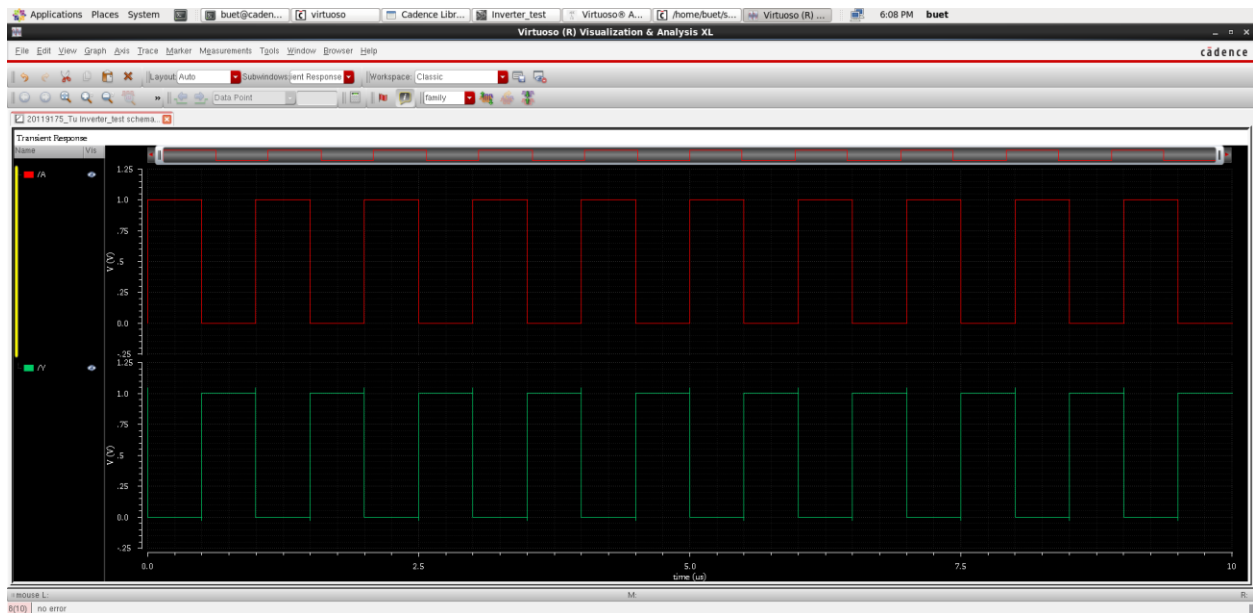 Applications Places System buet@caden... virtuoso Cadence Libr... Inverter_test Virtuoso® A... /home/buet/s... Virtuoso (R) ... 6:08 PM buet
Virtuoso (R) Visualization & Analysis XL
File Edit View Graph Axis Trace Marker Measurements Tools Window Browser Help cādence
Layout: Auto Subwindows: ient Response Workspace: Classic
» Data Point family
20119175_Tu Inverter_test schema...
Transient Response
Name Vis
/A
1.25
1.0
.75
V (V)
.5
.25
0.0
-.25
/Y
1.25
1.0
.75
V (V)
.5
.25
0.0
-.25
0.0 2.5 5.0 7.5 10
time (us)
mouse L: M: R:
6(10) no error